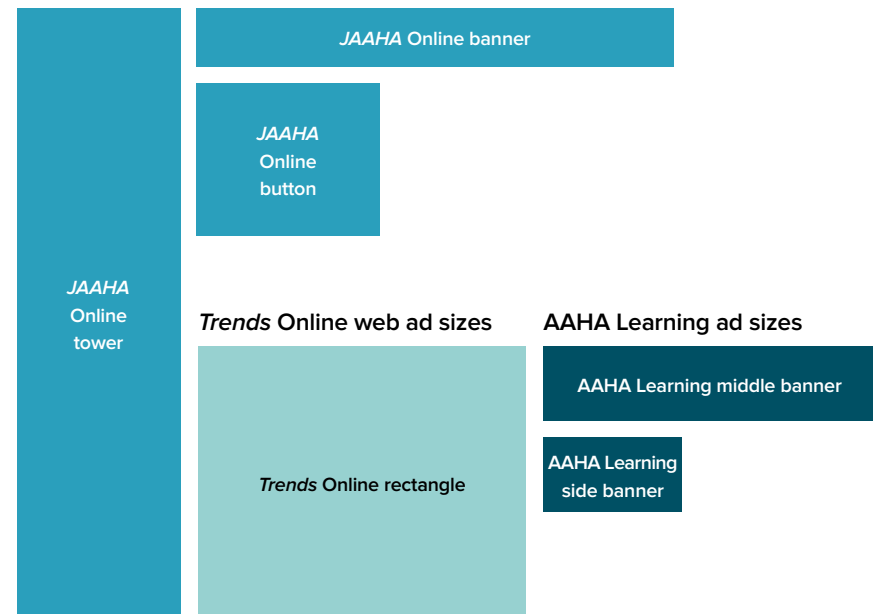 JAAHA Online banner
JAAHA
Online
button
JAAHA
Online
tower
Trends Online web ad sizes
Trends Online rectangle
AAHA Learning ad sizes
AAHA Learning middle banner
AAHA Learning
side banner